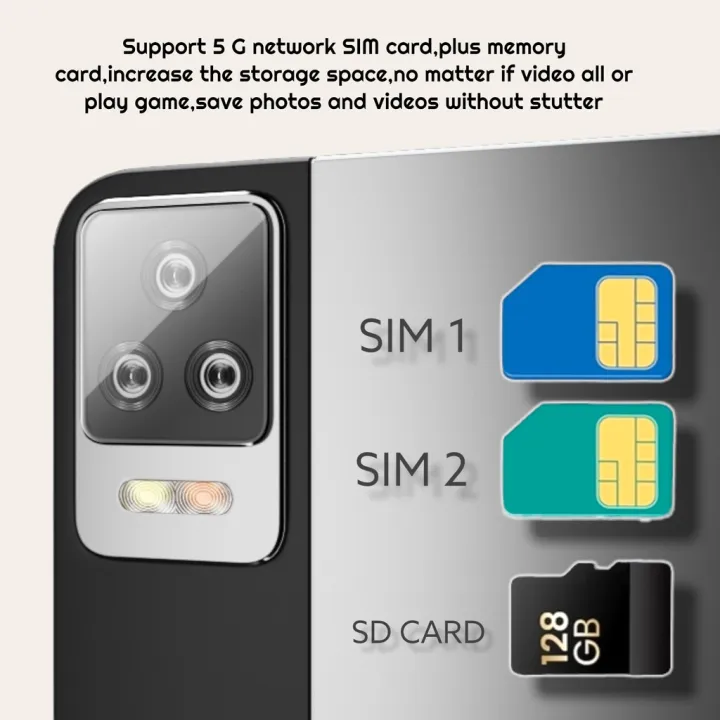 Support 5 G network SIM card,plus memory
card,increase the storage space,no matter if video all or
play game,save photos and videos without stutter
SIM 1
SIM 2
SD CARD
128
GB